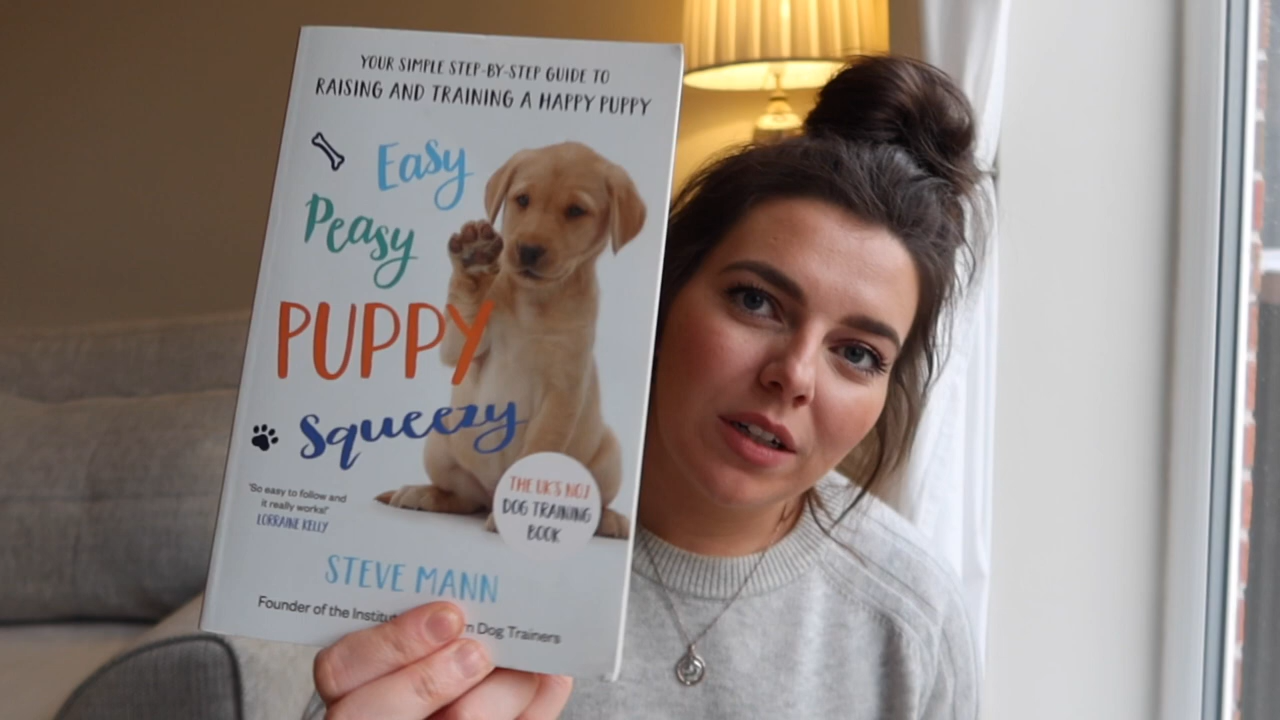 YOUR SIMPLE STEP-BY-STEP GUIDE TO
RAISING AND TRAINING A HAPPY PUPPY
Easy
Peasy
PUPPY
Squeezy
'So easy to follow and
it really works!'
LORRAINE KELLY
THE UK'S NO.1
DOG TRAINING
BOOK
STEVE MANN
Founder of the Dog Trainers